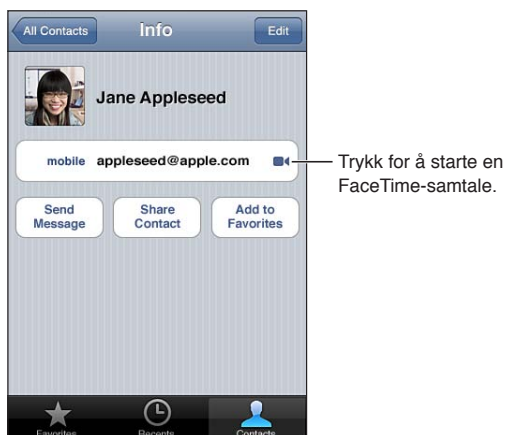 All Contacts
Info
Edit
Jane Appleseed
mobile appleseed@apple.com
Trykk for å starte en
FaceTime-samtale.
Send
Message
Share
Contact
Add to
Favorites
Favorites
Recents
Contacts